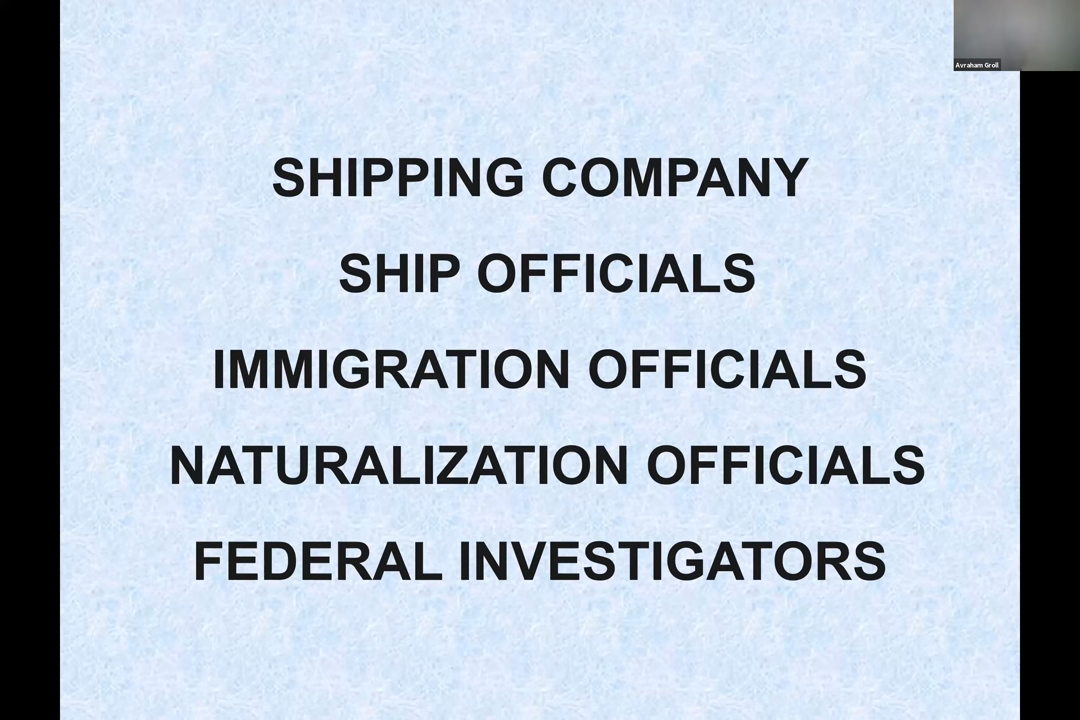 Avraham Groll
SHIPPING COMPANY
SHIP OFFICIALS
IMMIGRATION OFFICIALS
NATURALIZATION OFFICIALS
FEDERAL INVESTIGATORS